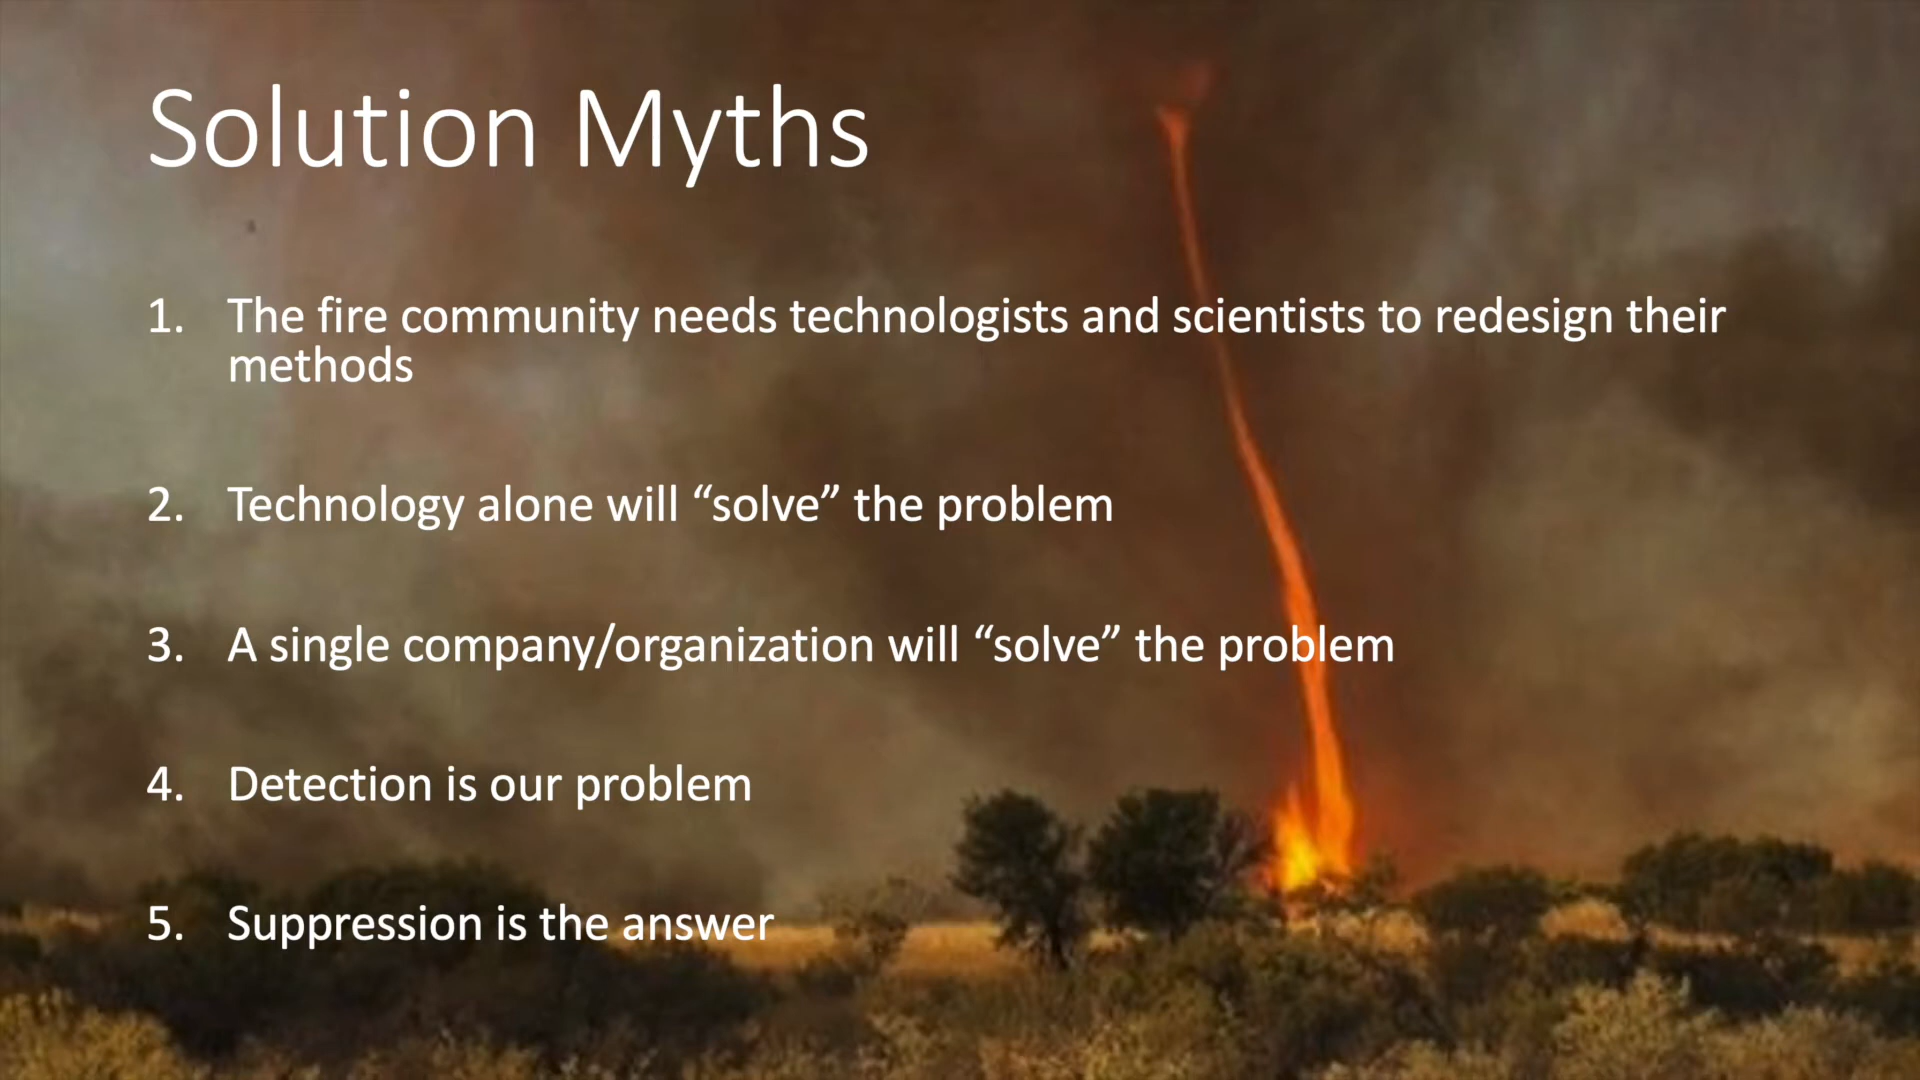 Solution Myths
1. The fire community needs technologists and scientists to redesign their
methods
2. Technology alone will “solve” the problem
3. A single company/organization will “solve” the problem
4. Detection is our problem
5. Suppression is the answer